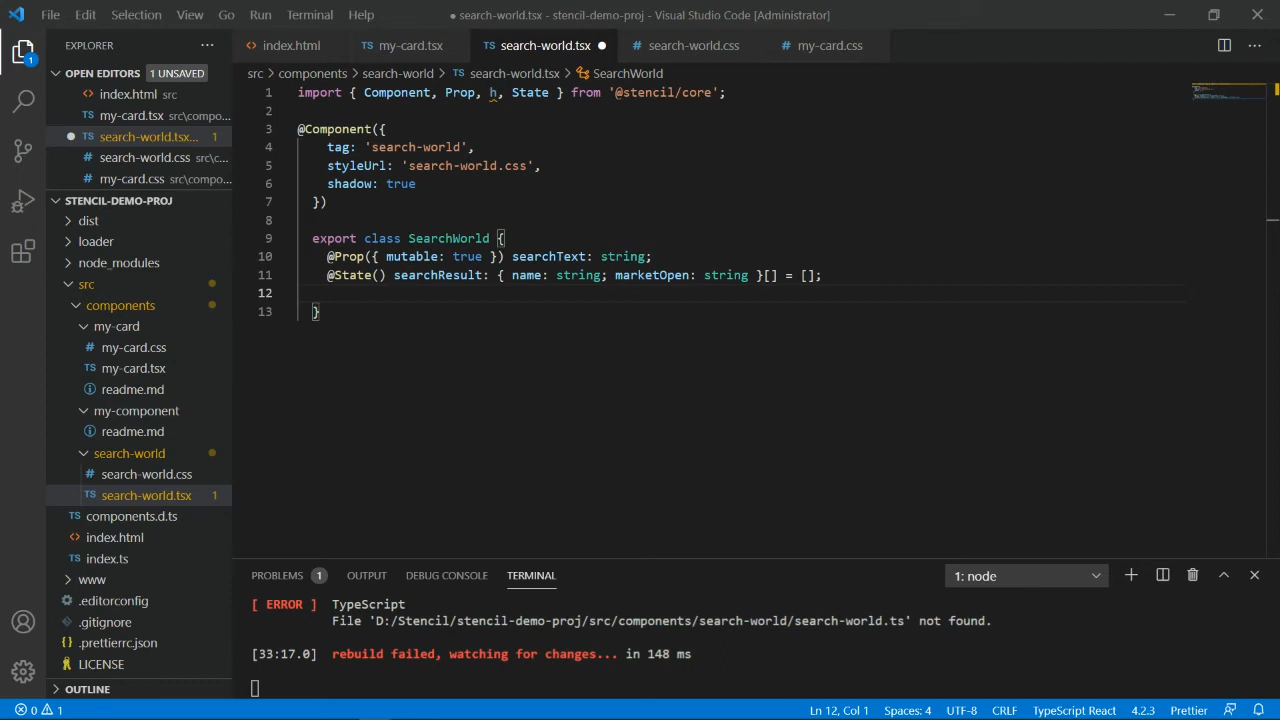 File Edit Selection View Go Run Terminal Help
● search-world.tsx - stencil-demo-proj - Visual Studio Code [Administrator]
EXPLORER
index.html
my-card.tsx
search-world.tsx
search-world.css
my-card.css
1
OPEN EDITORS 1 UNSAVED
index.html src
my-card.tsx src\compo...
search-world.tsx... 1
search-world.css src\c...
my-card.css src\compo...
STENCIL-DEMO-PROJ
dist
loader
node_modules
src
components
my-card
my-card.css
my-card.tsx
readme.md
my-component
readme.md
search-world
search-world.css
search-world.tsx 1
components.d.ts
index.html
index.ts
www
.editorconfig
.gitignore
.prettierrc.json
LICENSE
OUTLINE
src > components > search-world > TS search-world.tsx > SearchWorld
1 import { Component, Prop, h, State } from '@stencil/core';
2
3 @Component({
4 tag: 'search-world',
5 styleUrl: 'search-world.css',
6 shadow: true
7 })
8
9 export class SearchWorld {
10 @Prop({ mutable: true }) searchText: string;
11 @State() searchResult: { name: string; marketOpen: string }[] = [];
12
13 }
PROBLEMS 1 OUTPUT DEBUG CONSOLE TERMINAL
1: node
[ ERROR ] TypeScript
File 'D:/Stencil/stencil-demo-proj/src/components/search-world/search-world.ts' not found.
[33:17.0] rebuild failed, watching for changes... in 148 ms
0 1
Ln 12, Col 1 Spaces: 4 UTF-8 CRLF TypeScript React 4.2.3 Prettier